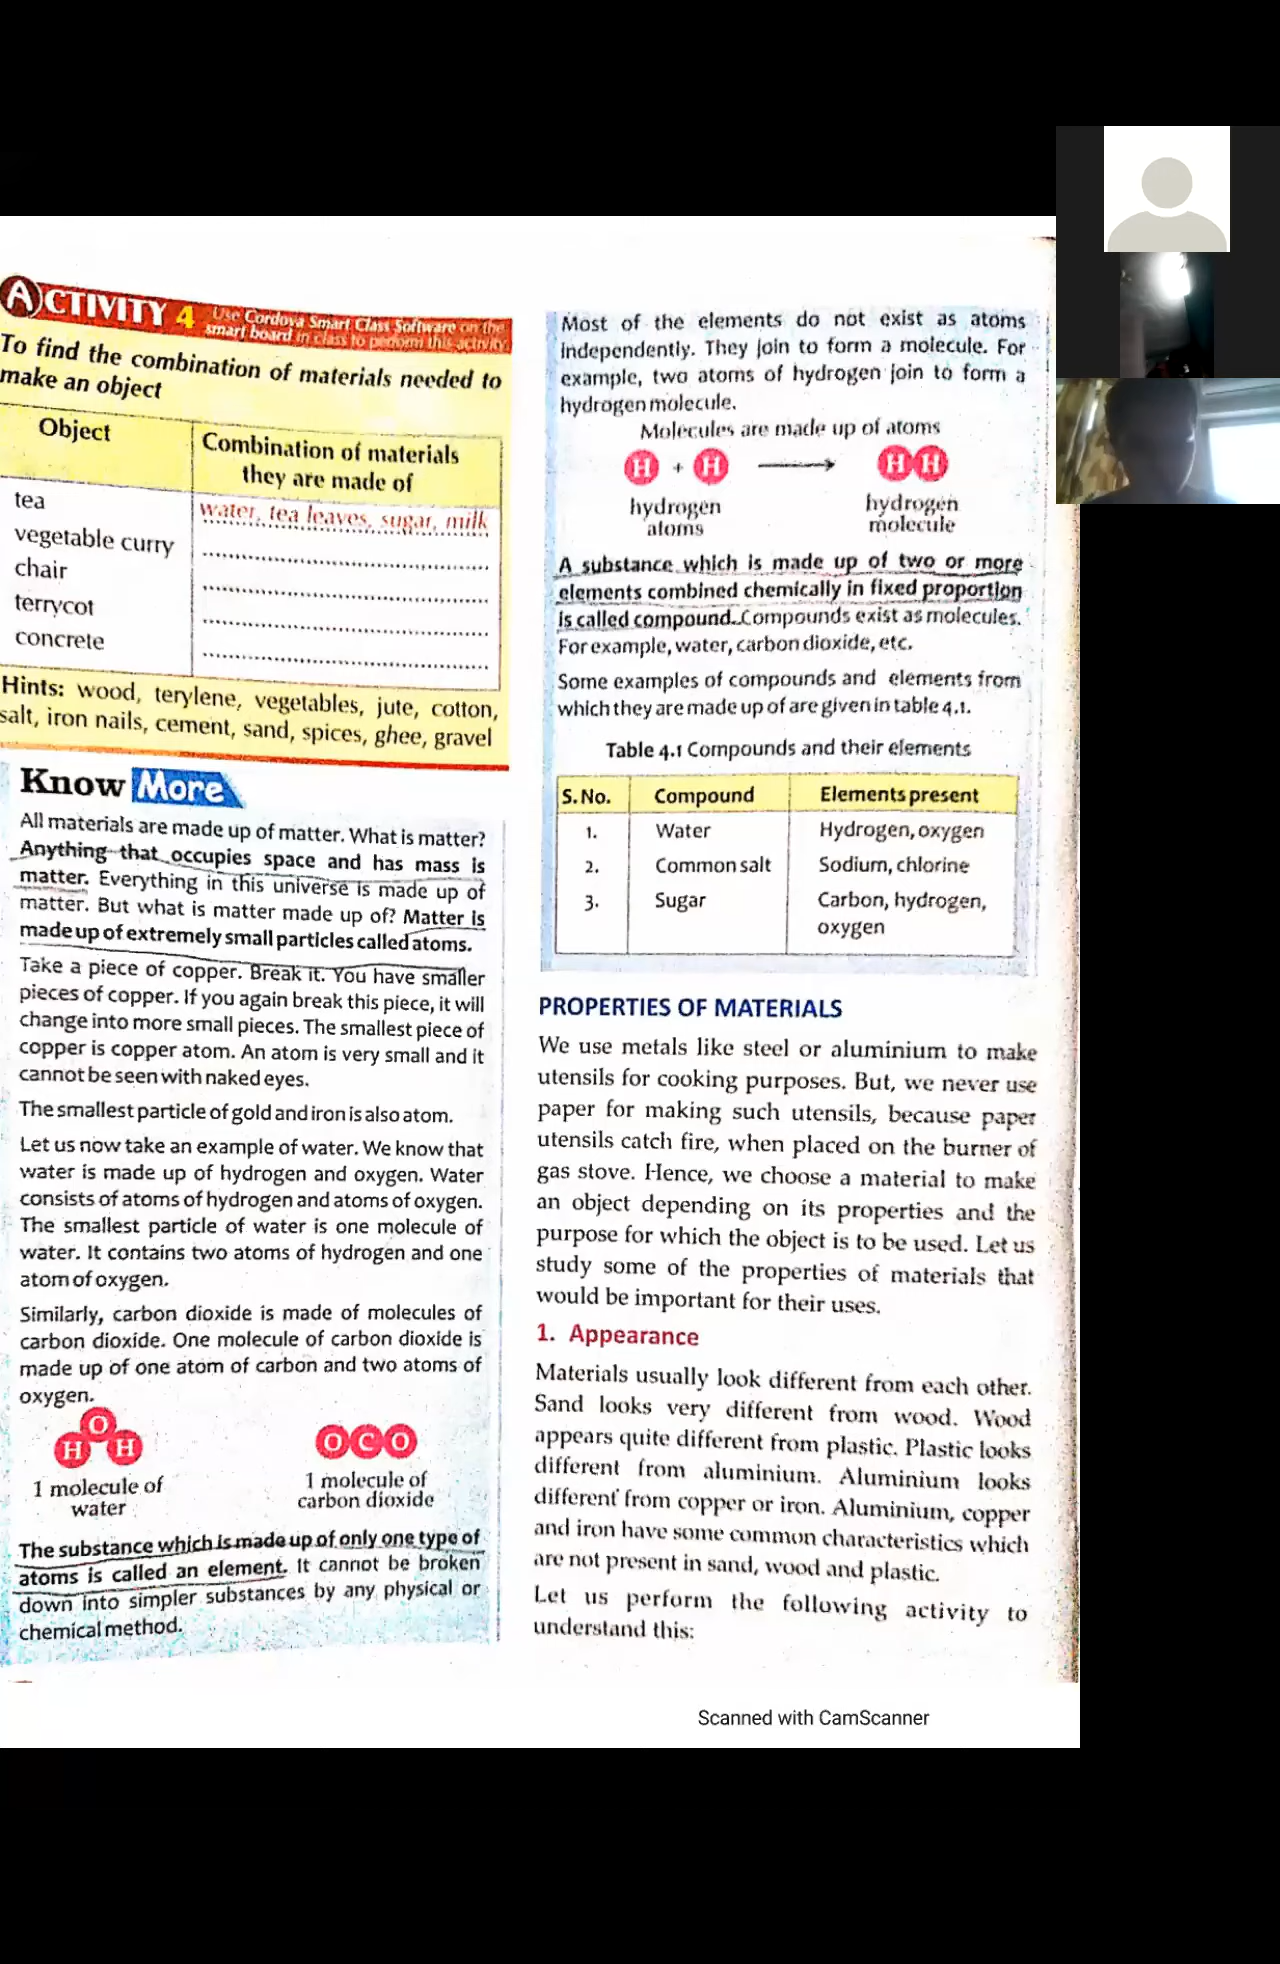 ACTIVITY 4 Use Cordova Smart Class Software on the
smart board in class to perform this activity.
To find the combination of materials needed to
make an object
Object
Combination of materials
they are made of
tea
water, tea leaves, sugar, milk
vegetable curry
chair
terrycot
concrete
Hints: wood, terylene, vegetables, jute, cotton,
salt, iron nails, cement, sand, spices, ghee, gravel
Know More
All materials are made up of matter. What is matter?
Anything that occupies space and has mass is
matter. Everything in this universe is made up of
matter. But what is matter made up of? Matter is
made up of extremely small particles called atoms.
Take a piece of copper. Break it. You have smaller
pieces of copper. If you again break this piece, it will
change into more small pieces. The smallest piece of
copper is copper atom. An atom is very small and it
cannot be seen with naked eyes.
The smallest particle of gold and iron is also atom.
Let us now take an example of water. We know that
water is made up of hydrogen and oxygen. Water
consists of atoms of hydrogen and atoms of oxygen.
The smallest particle of water is one molecule of
water. It contains two atoms of hydrogen and one
atom of oxygen.
Similarly, carbon dioxide is made of molecules of
carbon dioxide. One molecule of carbon dioxide is
made up of one atom of carbon and two atoms of
oxygen.
O
H H
O C O
1 molecule of
water
1 molecule of
carbon dioxide
The substance which is made up of only one type of
atoms is called an element. It cannot be broken
down into simpler substances by any physical or
chemical method.
Most of the elements do not exist as atoms
independently. They join to form a molecule. For
example, two atoms of hydrogen join to form a
hydrogen molecule.
Molecules are made up of atoms
H + H → H H
hydrogen
atoms
hydrogen
molecule
A substance which is made up of two or more
elements combined chemically in fixed proportion
is called compound. Compounds exist as molecules.
For example, water, carbon dioxide, etc.
Some examples of compounds and elements from
which they are made up of are given in table 4.1.
Table 4.1 Compounds and their elements
S. No. Compound Elements present
1. Water Hydrogen, oxygen
2. Common salt Sodium, chlorine
3. Sugar Carbon, hydrogen,
oxygen
PROPERTIES OF MATERIALS
We use metals like steel or aluminium to make
utensils for cooking purposes. But, we never use
paper for making such utensils, because paper
utensils catch fire, when placed on the burner of
gas stove. Hence, we choose a material to make
an object depending on its properties and the
purpose for which the object is to be used. Let us
study some of the properties of materials that
would be important for their uses.
1. Appearance
Materials usually look different from each other.
Sand looks very different from wood. Wood
appears quite different from plastic. Plastic looks
different from aluminium. Aluminium looks
different from copper or iron. Aluminium, copper
and iron have some common characteristics which
are not present in sand, wood and plastic.
Let us perform the following activity to
understand this:
Scanned with CamScanner